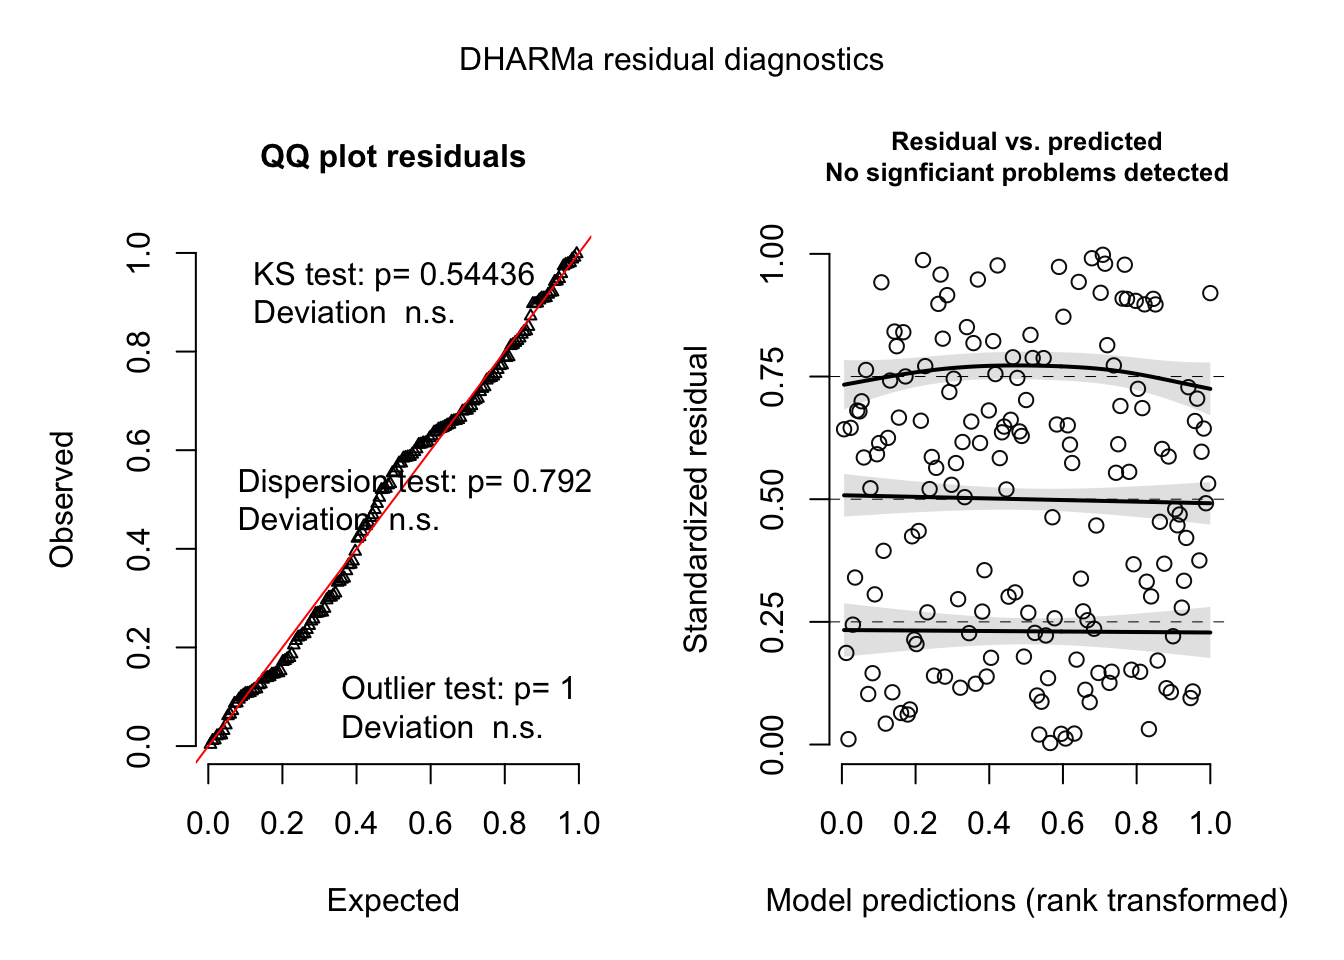 DHARMa residual diagnostics
QQ plot residuals
KS test: p= 0.54436
Deviation  n.s.
Dispersion test: p= 0.792
Deviation  n.s.
Outlier test: p= 1
Deviation  n.s.
Observed
0.0 0.2 0.4 0.6 0.8 1.0
0.0 0.2 0.4 0.6 0.8 1.0
Expected
Residual vs. predicted
No signficiant problems detected
Standardized residual
0.00 0.25 0.50 0.75 1.00
0.0 0.2 0.4 0.6 0.8 1.0
Model predictions (rank transformed)